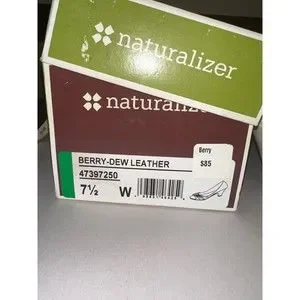 naturalizer
naturalizer
Berry
$85
BERRY-DEW LEATHER
47397250
7½ W